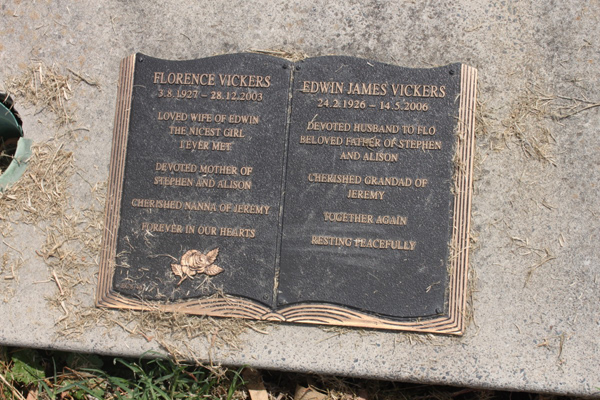 FLORENCE VICKERS
3.8.1927 – 28.12.2003
LOVED WIFE OF EDWIN
THE NICEST GIRL
I EVER MET
DEVOTED MOTHER OF
STEPHEN AND ALISON
CHERISHED NANNA OF JEREMY
FOREVER IN OUR HEARTS
EDWIN JAMES VICKERS
24.2.1926 – 14.5.2006
DEVOTED HUSBAND TO FLO
BELOVED FATHER OF STEPHEN
AND ALISON
CHERISHED GRANDAD OF
JEREMY
TOGETHER AGAIN
RESTING PEACEFULLY